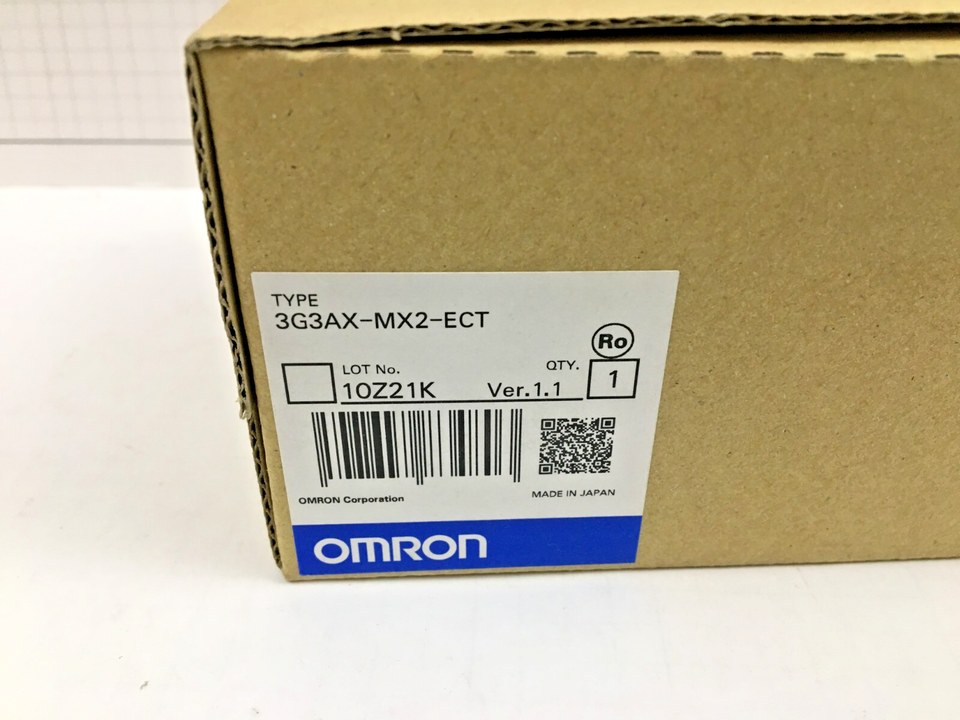 TYPE
3G3AX-MX2-ECT
Ro
LOT No.
QTY.
10Z21K Ver.1.1
1
OMRON Corporation
MADE IN JAPAN
OMRON